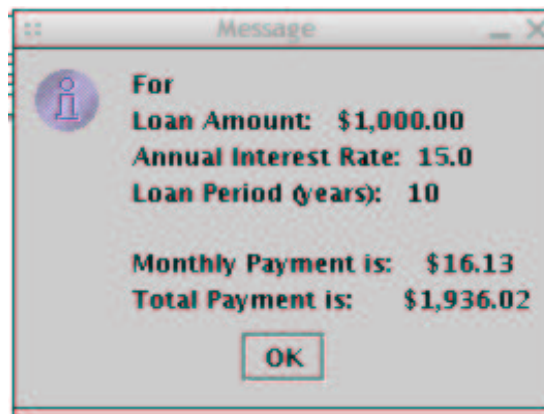 Message
For
Loan Amount: $1,000.00
Annual Interest Rate: 15.0
Loan Period (years): 10
Monthly Payment is: $16.13
Total Payment is: $1,936.02
OK